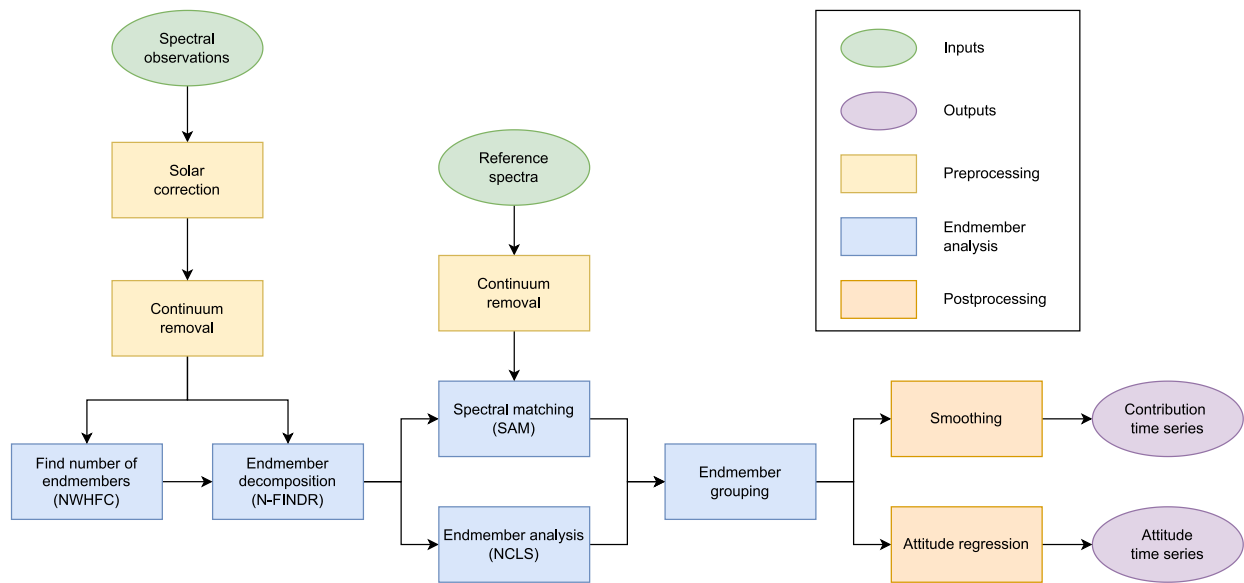 Spectral
observations
Solar
correction
Continuum
removal
Find number of
endmembers
(NWHFC)
Endmember
decomposition
(N-FINDR)
Reference
spectra
Continuum
removal
Spectral matching
(SAM)
Endmember analysis
(NCLS)
Endmember
grouping
Smoothing
Attitude regression
Contribution
time series
Attitude
time series
Inputs
Outputs
Preprocessing
Endmember
analysis
Postprocessing